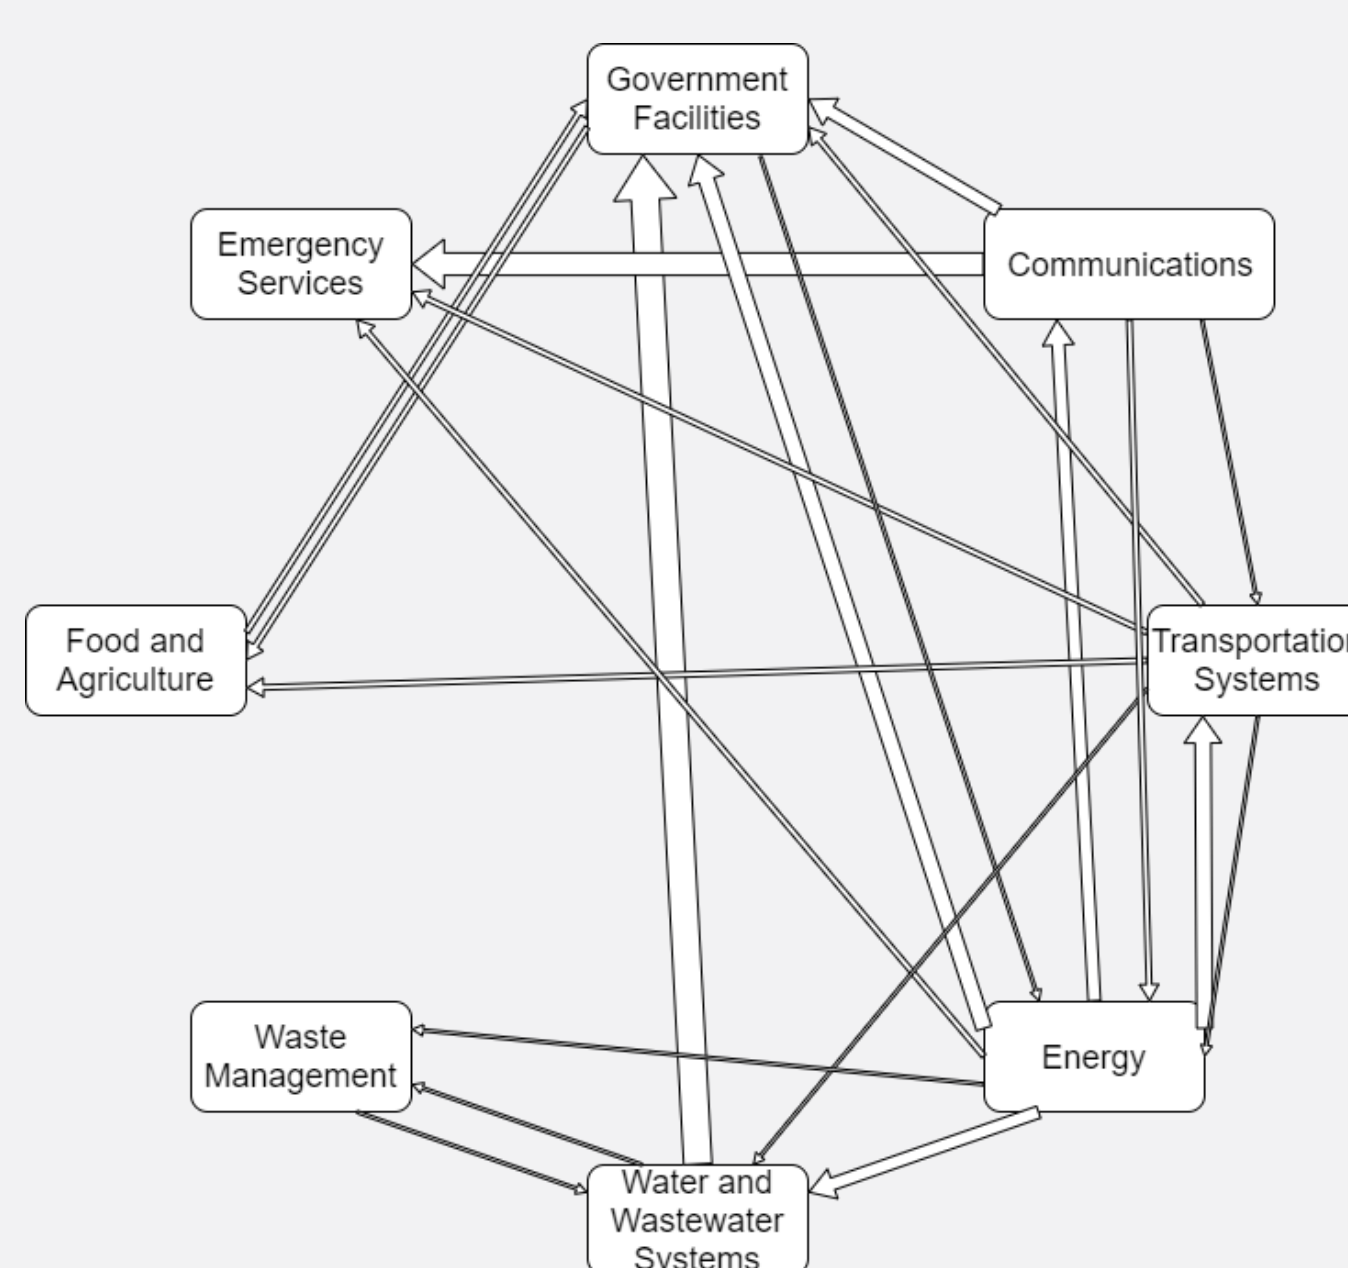 Government
Facilities
Emergency
Services
Communications
Food and
Agriculture
Transportation
Systems
Waste
Management
Energy
Water and
Wastewater
Systems